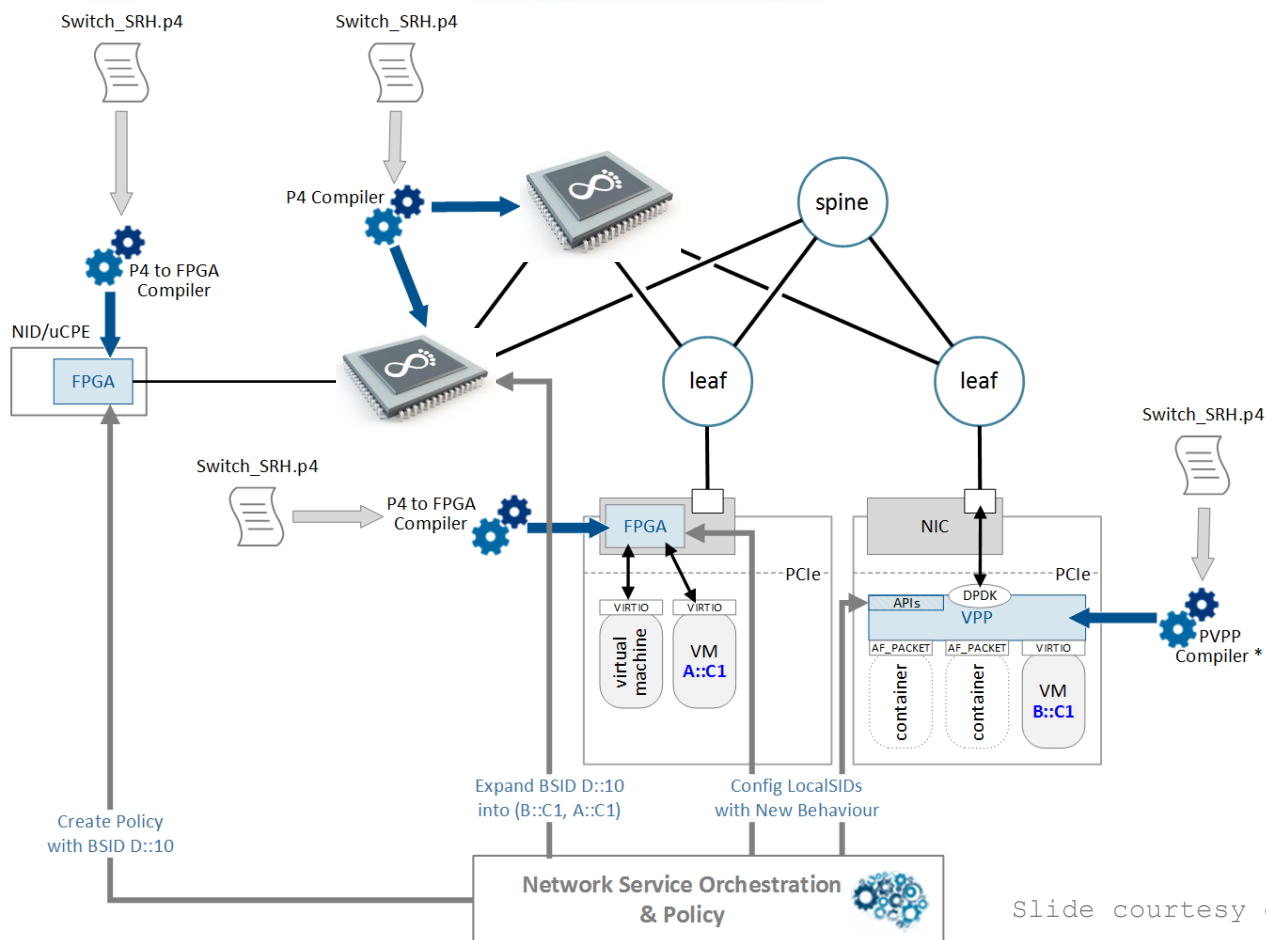 Switch_SRH.p4
Switch_SRH.p4
P4 Compiler
spine
P4 to FPGA
Compiler
NID/uCPE
FPGA
leaf
leaf
Switch_SRH.p4
Switch_SRH.p4
P4 to FPGA
Compiler
FPGA
NIC
PCIe
PCIe
VIRTIO
VIRTIO
virtual
machine
VM
A::C1
APIs
DPDK
VPP
AF_PACKET
AF_PACKET
VIRTIO
container
container
VM
B::C1
PVPP
Compiler *
Expand BSID D::10
into (B::C1, A::C1)
Config LocalSIDs
with New Behaviour
Create Policy
with BSID D::10
Network Service Orchestration
& Policy
Slide courtesy